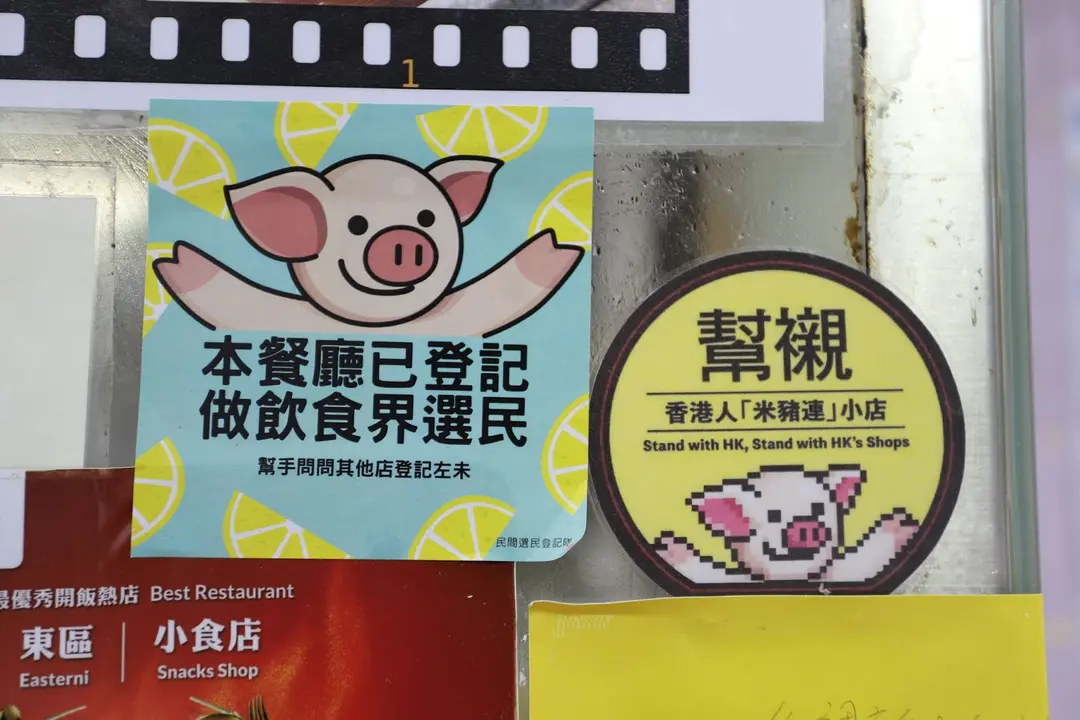 1
本餐廳已登記
做飲食界選民
幫手問問其他店登記左未
民間選民登記隊
幫襯
香港人「米豬連」小店
Stand with HK, Stand with HK's Shops
最優秀開飯熱店 Best Restaurant
東區
Easterni
小食店
Snacks Shop